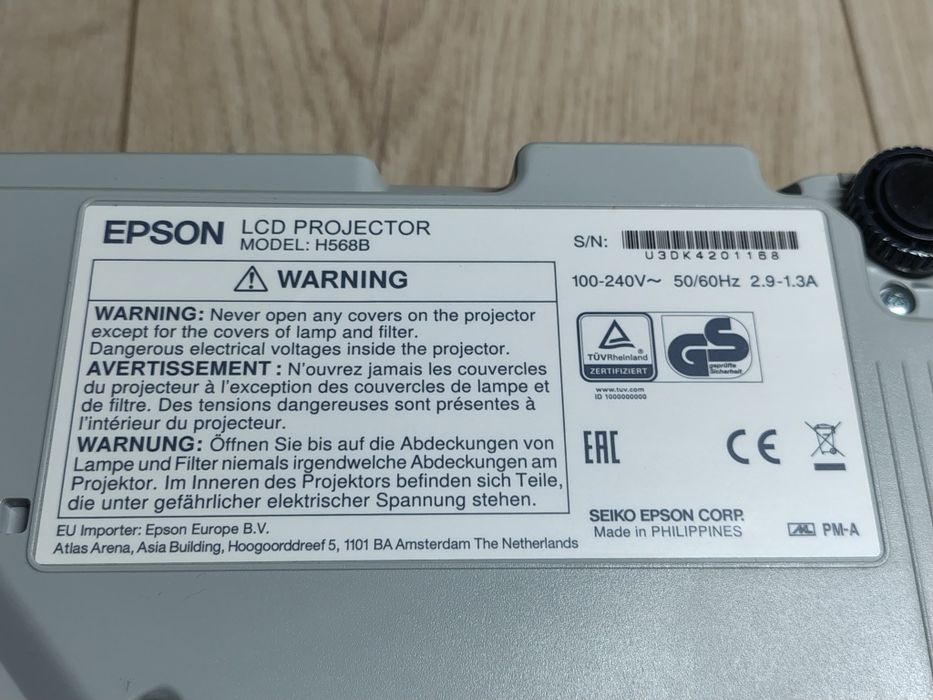 EPSON LCD PROJECTOR
MODEL: H568B
S/N:
U3DK4201168
100-240V~ 50/60Hz 2.9-1.3A
WARNING
WARNING: Never open any covers on the projector
except for the covers of lamp and filter.
Dangerous electrical voltages inside the projector.
AVERTISSEMENT : N'ouvrez jamais les couvercles
du projecteur à l'exception des couvercles de lampe et
de filtre. Des tensions dangereuses sont présentes à
l'intérieur du projecteur.
WARNUNG: Öffnen Sie bis auf die Abdeckungen von
Lampe und Filter niemals irgendwelche Abdeckungen am
Projektor. Im Inneren des Projektors befinden sich Teile,
die unter gefährlicher elektrischer Spannung stehen.
EU Importer: Epson Europe B.V.
Atlas Arena, Asia Building, Hoogoorddreef 5, 1101 BA Amsterdam The Netherlands
TÜVRheinland®
ZERTIFIZIERT
GS
geprüfte
Sicherheit
www.tuv.com
ID 1000000000
EAC
CE
SEIKO EPSON CORP.
Made in PHILIPPINES
PM-A